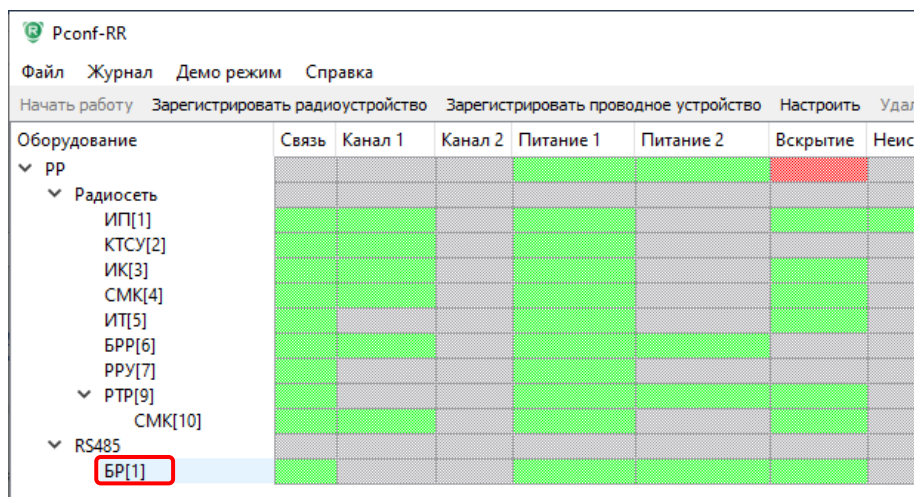 Pconf-RR
Файл Журнал Демо режим Справка
Начать работу Зарегистрировать радиоустройство Зарегистрировать проводное устройство Настроить Удал
Оборудование Связь Канал 1 Канал 2 Питание 1 Питание 2 Вскрытие Неис
РР
Радиосеть
ИП[1]
КТСУ[2]
ИК[3]
СМК[4]
ИТ[5]
БРР[6]
РРУ[7]
РТР[9]
СМК[10]
RS485
БР[1]